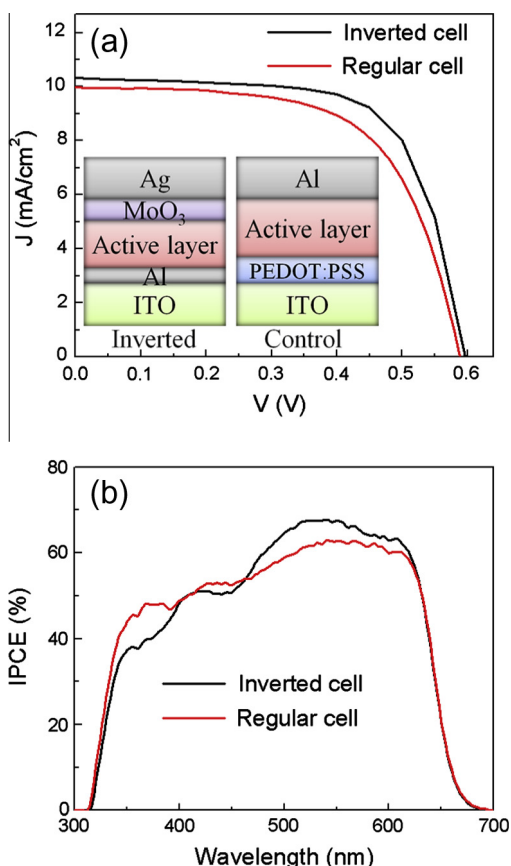 (a)
Inverted cell
Regular cell
J (mA/cm²)
12
10
8
6
4
2
0
Ag
MoO₃
Active layer
Al
ITO
Inverted
Al
Active layer
PEDOT:PSS
ITO
Control
0.0 0.1 0.2 0.3 0.4 0.5 0.6
V (V)
(b)
IPCE (%)
80
60
40
20
0
Inverted cell
Regular cell
300 400 500 600 700
Wavelength (nm)